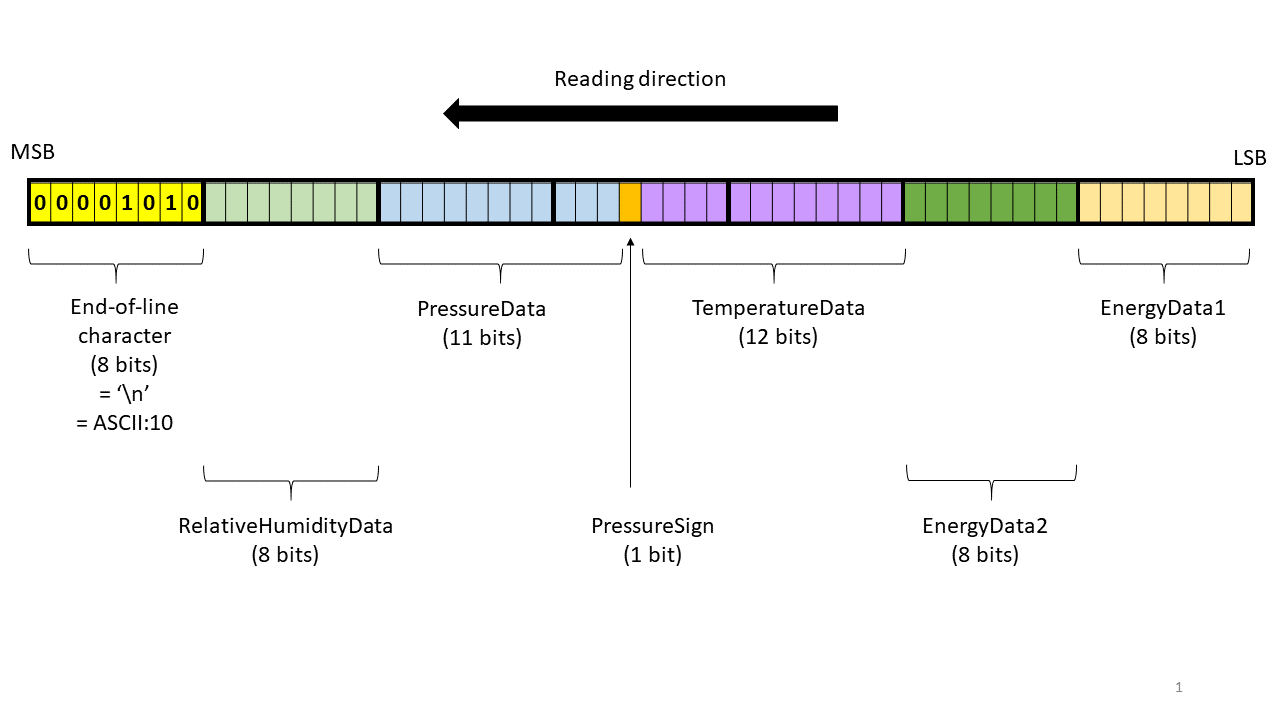 Reading direction
MSB
LSB
0 0 0 0 1 0 1 0
End-of-line
character
(8 bits)
= ‘\n’
= ASCII:10
PressureData
(11 bits)
TemperatureData
(12 bits)
EnergyData1
(8 bits)
RelativeHumidityData
(8 bits)
PressureSign
(1 bit)
EnergyData2
(8 bits)
1